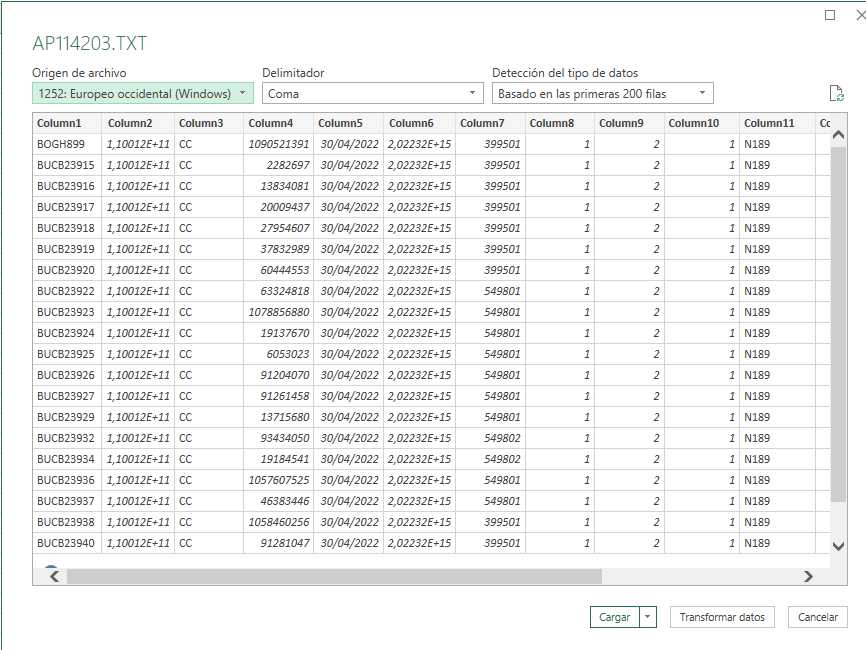 AP114203.TXT
Origen de archivo Delimitador Detección del tipo de datos
1252: Europeo occidental (Windows) Coma Basado en las primeras 200 filas
Column1 Column2 Column3 Column4 Column5 Column6 Column7 Column8 Column9 Column10 Column11 Co
BOGH899 1,10012E+11 CC 1090521391 30/04/2022 2,02232E+15 399501 1 2 1 N189
BUCB23915 1,10012E+11 CC 2282697 30/04/2022 2,02232E+15 399501 1 2 1 N189
BUCB23916 1,10012E+11 CC 13834081 30/04/2022 2,02232E+15 399501 1 2 1 N189
BUCB23917 1,10012E+11 CC 20009437 30/04/2022 2,02232E+15 399501 1 2 1 N189
BUCB23918 1,10012E+11 CC 27954607 30/04/2022 2,02232E+15 399501 1 2 1 N189
BUCB23919 1,10012E+11 CC 37832989 30/04/2022 2,02232E+15 399501 1 2 1 N189
BUCB23920 1,10012E+11 CC 60444553 30/04/2022 2,02232E+15 399501 1 2 1 N189
BUCB23922 1,10012E+11 CC 63324818 30/04/2022 2,02232E+15 549801 1 2 1 N189
BUCB23923 1,10012E+11 CC 1078856880 30/04/2022 2,02232E+15 549801 1 2 1 N189
BUCB23924 1,10012E+11 CC 19137670 30/04/2022 2,02232E+15 549801 1 2 1 N189
BUCB23925 1,10012E+11 CC 6053023 30/04/2022 2,02232E+15 549801 1 2 1 N189
BUCB23926 1,10012E+11 CC 91204070 30/04/2022 2,02232E+15 549801 1 2 1 N189
BUCB23927 1,10012E+11 CC 91261458 30/04/2022 2,02232E+15 549801 1 2 1 N189
BUCB23929 1,10012E+11 CC 13715680 30/04/2022 2,02232E+15 549801 1 2 1 N189
BUCB23932 1,10012E+11 CC 93434050 30/04/2022 2,02232E+15 549802 1 2 1 N189
BUCB23934 1,10012E+11 CC 19184541 30/04/2022 2,02232E+15 549802 1 2 1 N189
BUCB23936 1,10012E+11 CC 1057607525 30/04/2022 2,02232E+15 549801 1 2 1 N189
BUCB23937 1,10012E+11 CC 46383446 30/04/2022 2,02232E+15 549801 1 2 1 N189
BUCB23938 1,10012E+11 CC 1058460256 30/04/2022 2,02232E+15 399501 1 2 1 N189
BUCB23940 1,10012E+11 CC 91281047 30/04/2022 2,02232E+15 399501 1 2 1 N189
Cargar Transformar datos Cancelar